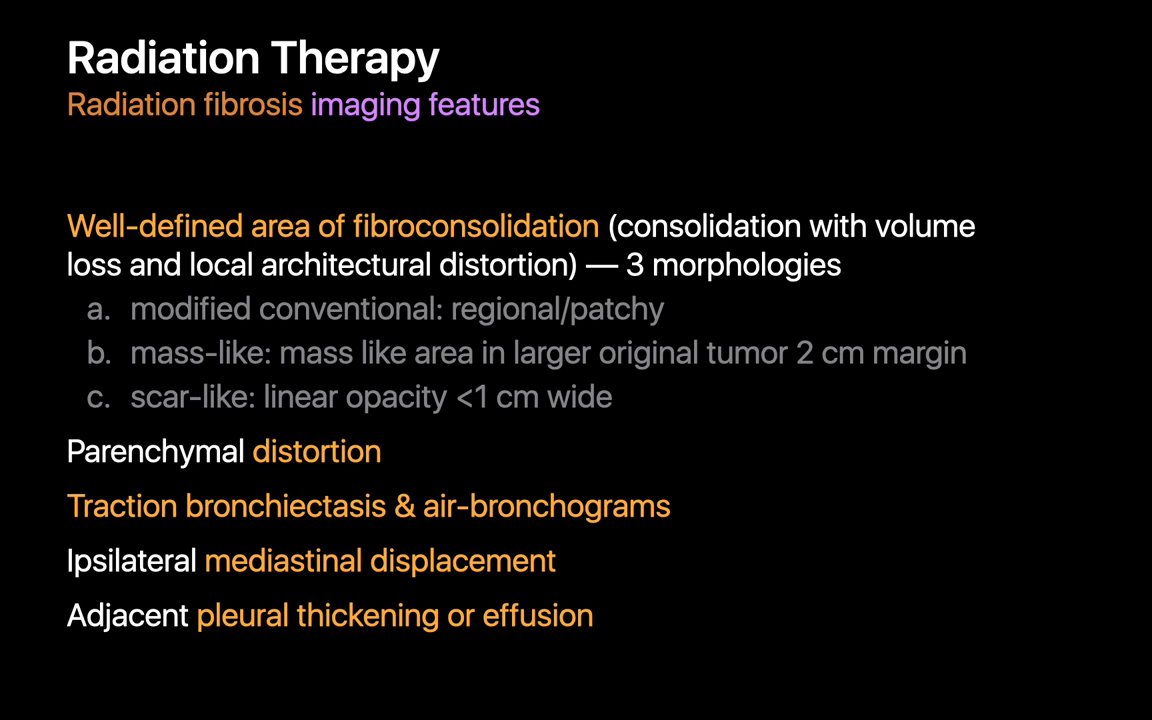 Radiation Therapy
Radiation fibrosis imaging features
Well-defined area of fibroconsolidation (consolidation with volume
loss and local architectural distortion) — 3 morphologies
a. modified conventional: regional/patchy
b. mass-like: mass like area in larger original tumor 2 cm margin
c. scar-like: linear opacity <1 cm wide
Parenchymal distortion
Traction bronchiectasis & air-bronchograms
Ipsilateral mediastinal displacement
Adjacent pleural thickening or effusion